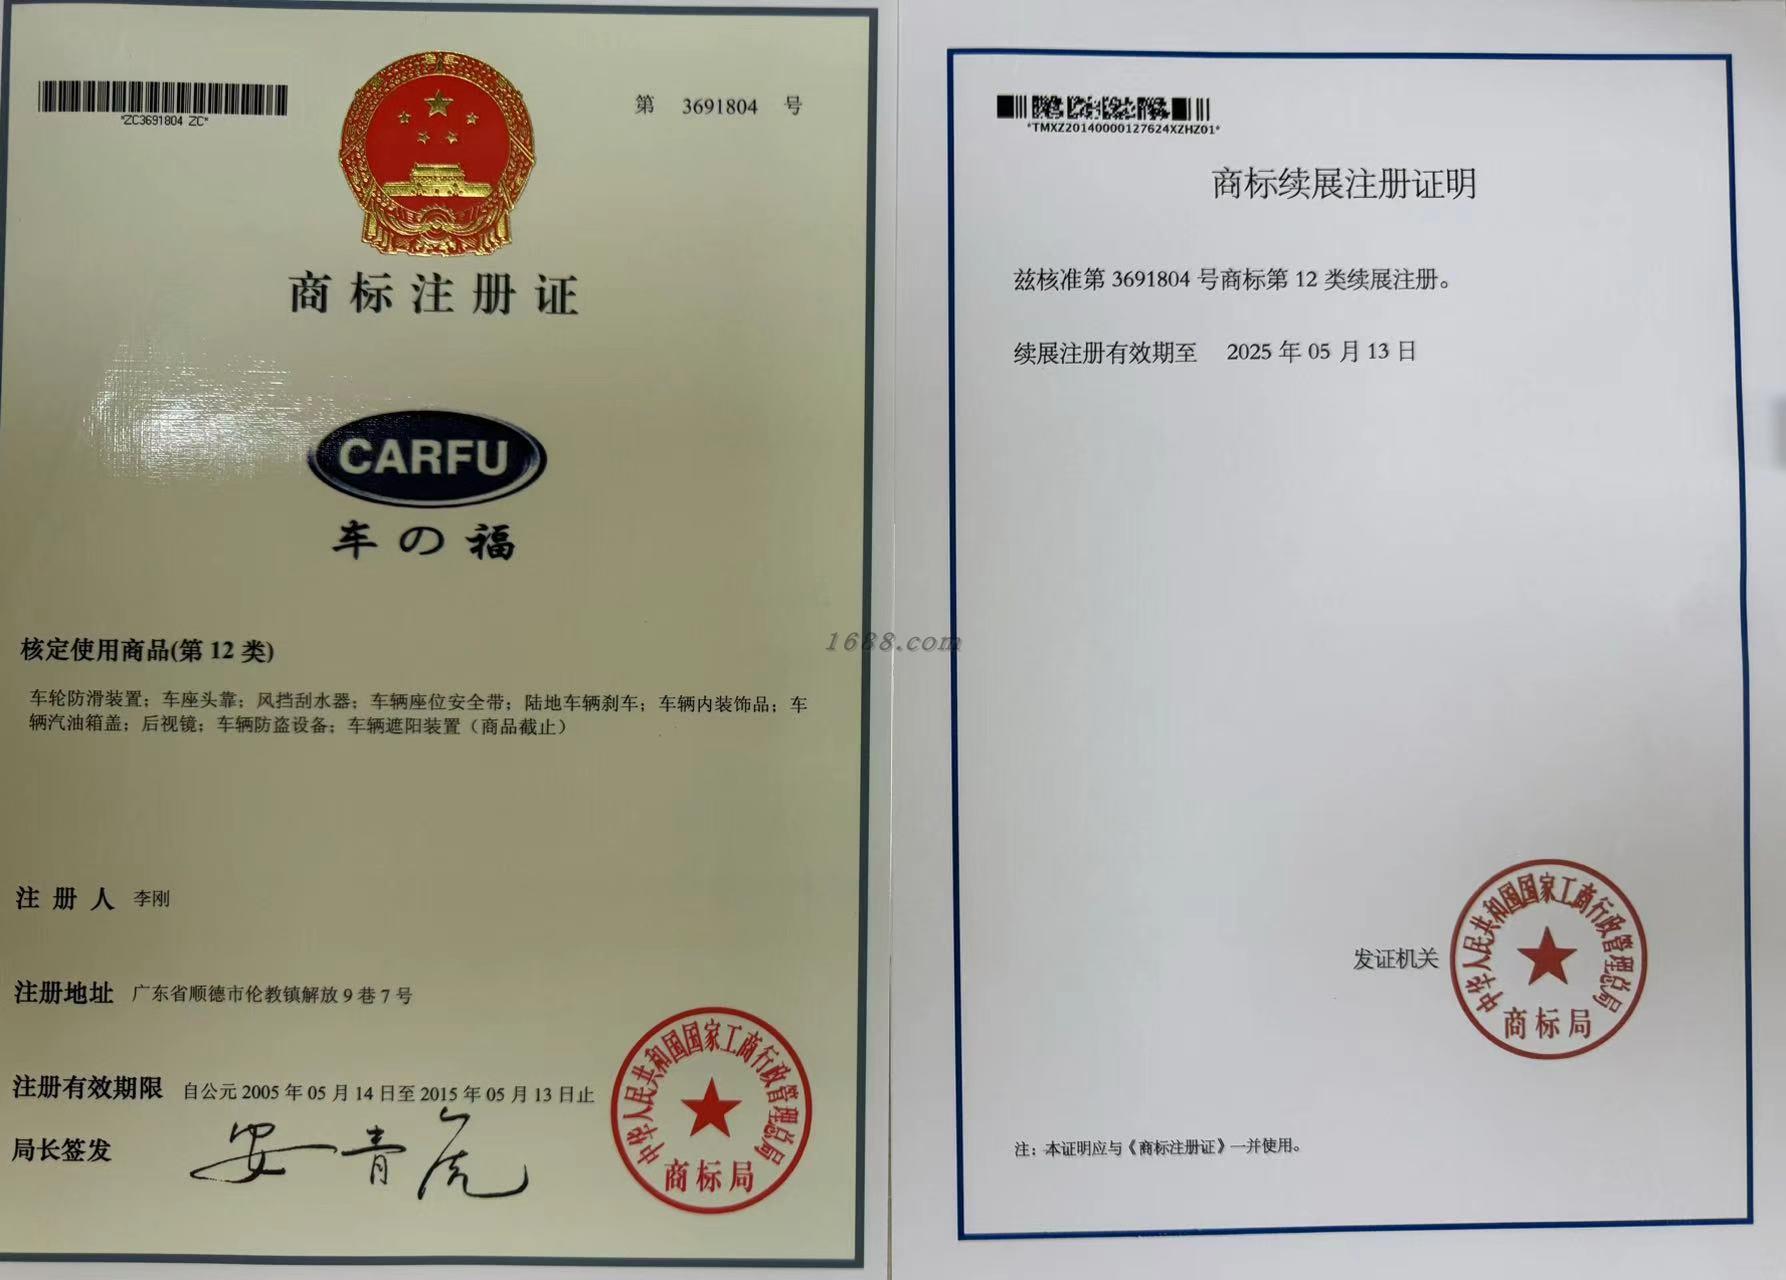 *ZC3691804 ZC*
第 3691804 号
商标注册证
CARFU
车の福
核定使用商品(第 12 类)
车轮防滑装置；车座头靠；风挡刮水器；车辆座位安全带；陆地车辆刹车；车辆内装饰品；车
辆汽油箱盖；后视镜；车辆防盗设备；车辆遮阳装置（商品截止）
注 册 人 李刚
注册地址 广东省顺德市伦教镇解放 9 巷 7 号
注册有效期限 自公元 2005 年 05 月 14 日至 2015 年 05 月 13 日止
局长签发 安青虎
中华人民共和国国家工商行政管理总局
商标局
1688.com
*TMXZ20140000127624XZHZ01*
商标续展注册证明
兹核准第 3691804 号商标第 12 类续展注册。
续展注册有效期至 2025 年 05 月 13 日
发证机关
中华人民共和国国家工商行政管理总局
商标局
注：本证明应与《商标注册证》一并使用。